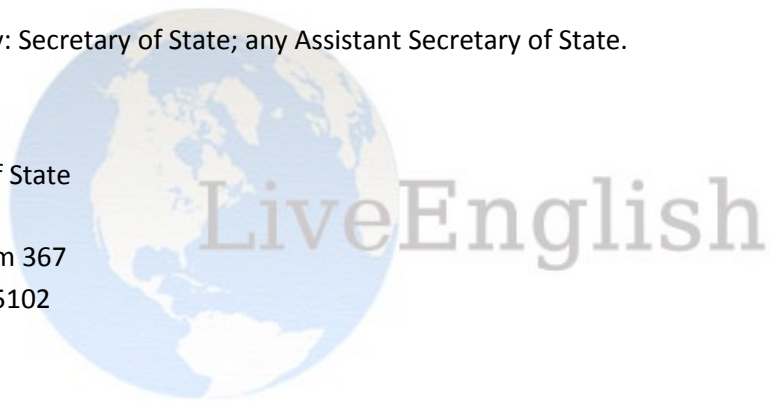 : Secretary of State; any Assistant Secretary of State.
State
LiveEnglish
367
5102